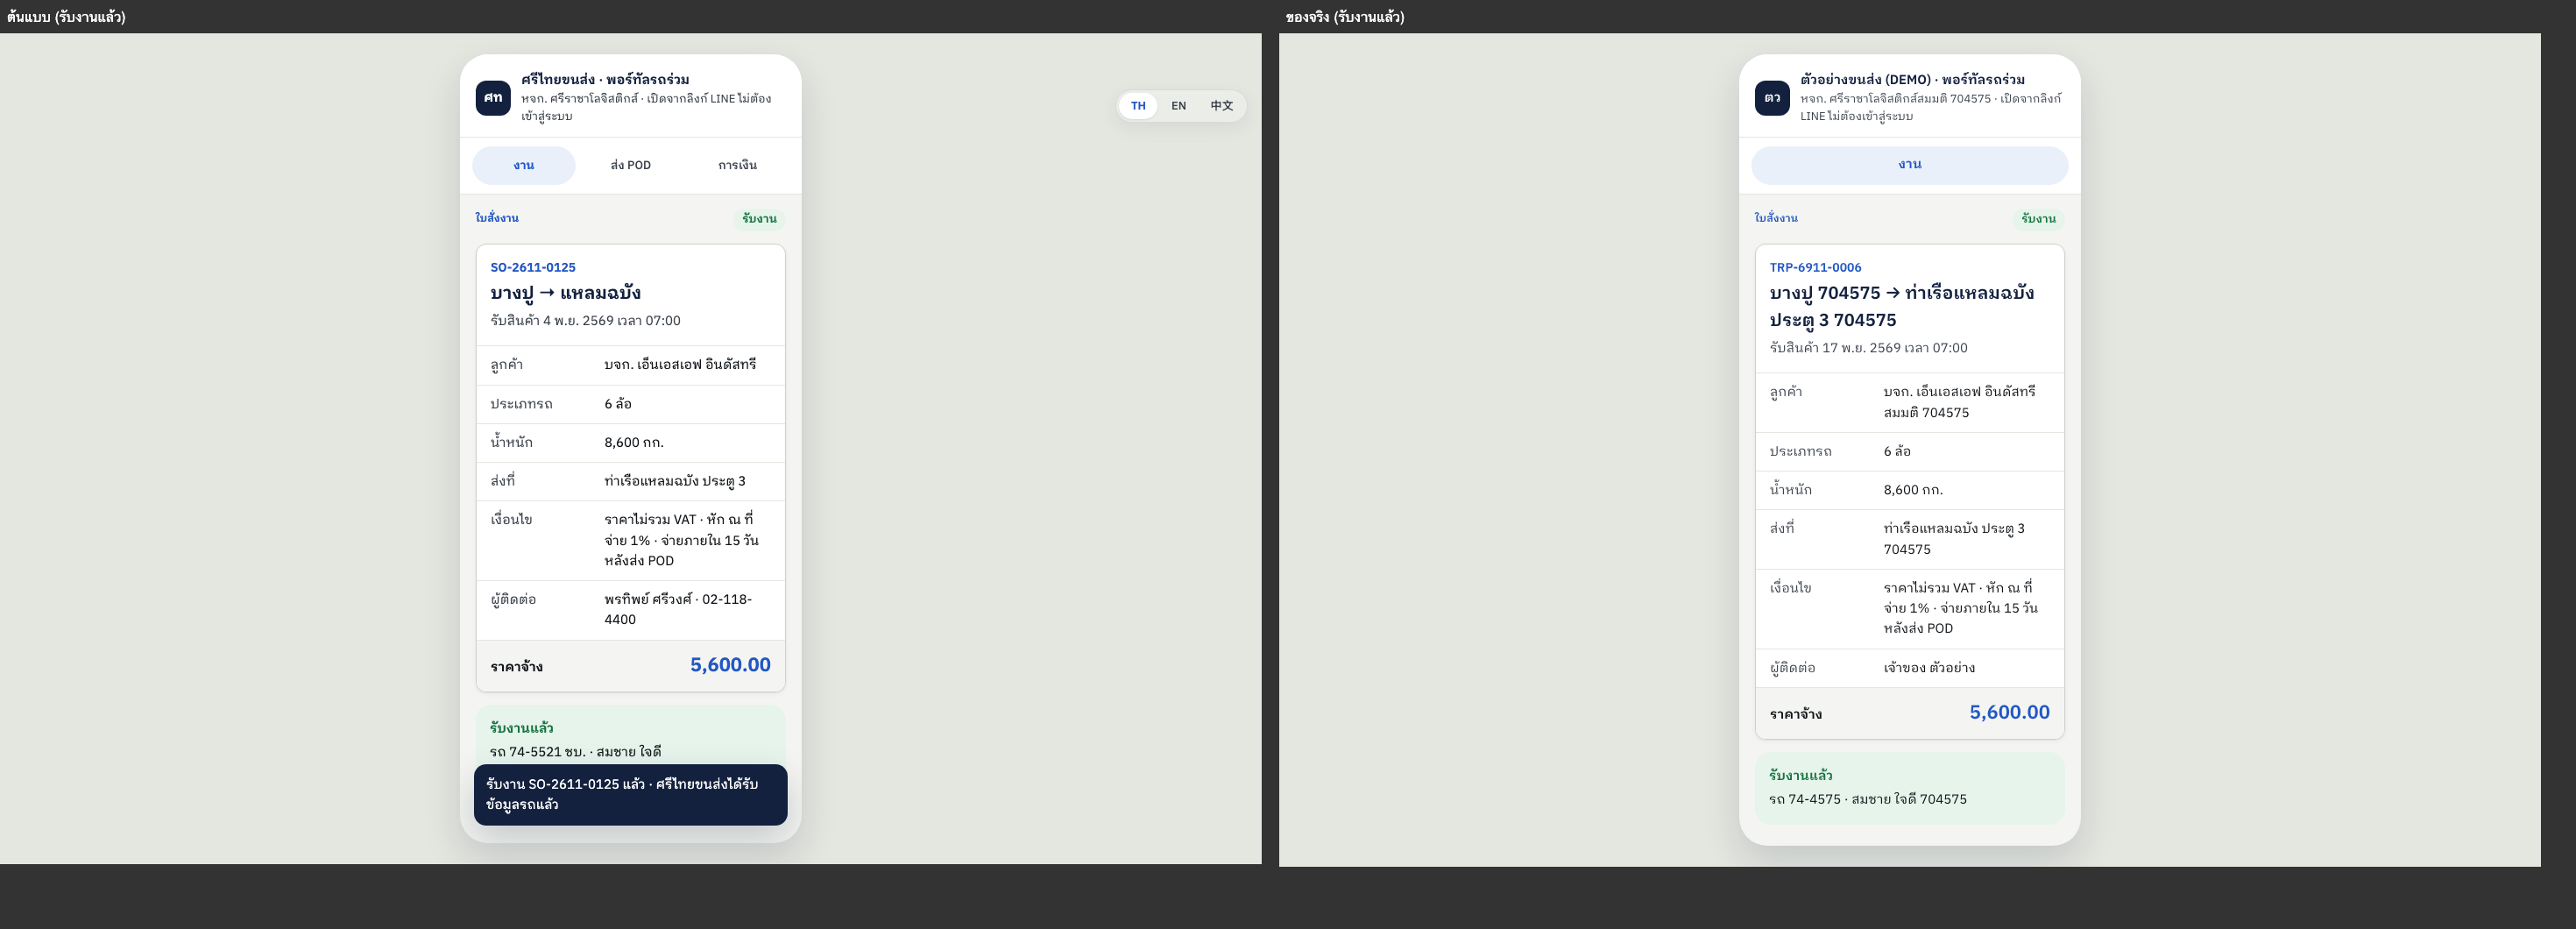 ต้นแบบ (รับงานแล้ว)
ศท
ศรีไทยขนส่ง · พอร์ทัลรถร่วม
หจก. ศรีราชาโลจิสติกส์ · เปิดจากลิงก์ LINE ไม่ต้อง
เข้าสู่ระบบ
TH EN 中文
งาน ส่ง POD การเงิน
ใบสั่งงาน รับงาน
SO-2611-0125
บางปู → แหลมฉบัง
รับสินค้า 4 พ.ย. 2569 เวลา 07:00
ลูกค้า บจก. เอ็นเอสเอฟ อินดัสทรี
ประเภทรถ 6 ล้อ
น้ำหนัก 8,600 กก.
ส่งที่ ท่าเรือแหลมฉบัง ประตู 3
เงื่อนไข ราคาไม่รวม VAT · หัก ณ ที่
จ่าย 1% · จ่ายภายใน 15 วัน
หลังส่ง POD
ผู้ติดต่อ พรทิพย์ ศรีวงศ์ · 02-118-
4400
ราคาจ้าง 5,600.00
รับงานแล้ว
รถ 74-5521 ชบ. · สมชาย ใจดี
รับงาน SO-2611-0125 แล้ว · ศรีไทยขนส่งได้รับ
ข้อมูลรถแล้ว
ของจริง (รับงานแล้ว)
ตว
ตัวอย่างขนส่ง (DEMO) · พอร์ทัลรถร่วม
หจก. ศรีราชาโลจิสติกส์สมมติ 704575 · เปิดจากลิงก์
LINE ไม่ต้องเข้าสู่ระบบ
งาน
ใบสั่งงาน รับงาน
TRP-6911-0006
บางปู 704575 → ท่าเรือแหลมฉบัง
ประตู 3 704575
รับสินค้า 17 พ.ย. 2569 เวลา 07:00
ลูกค้า บจก. เอ็นเอสเอฟ อินดัสทรี
สมมติ 704575
ประเภทรถ 6 ล้อ
น้ำหนัก 8,600 กก.
ส่งที่ ท่าเรือแหลมฉบัง ประตู 3
704575
เงื่อนไข ราคาไม่รวม VAT · หัก ณ ที่
จ่าย 1% · จ่ายภายใน 15 วัน
หลังส่ง POD
ผู้ติดต่อ เจ้าของ ตัวอย่าง
ราคาจ้าง 5,600.00
รับงานแล้ว
รถ 74-4575 · สมชาย ใจดี 704575